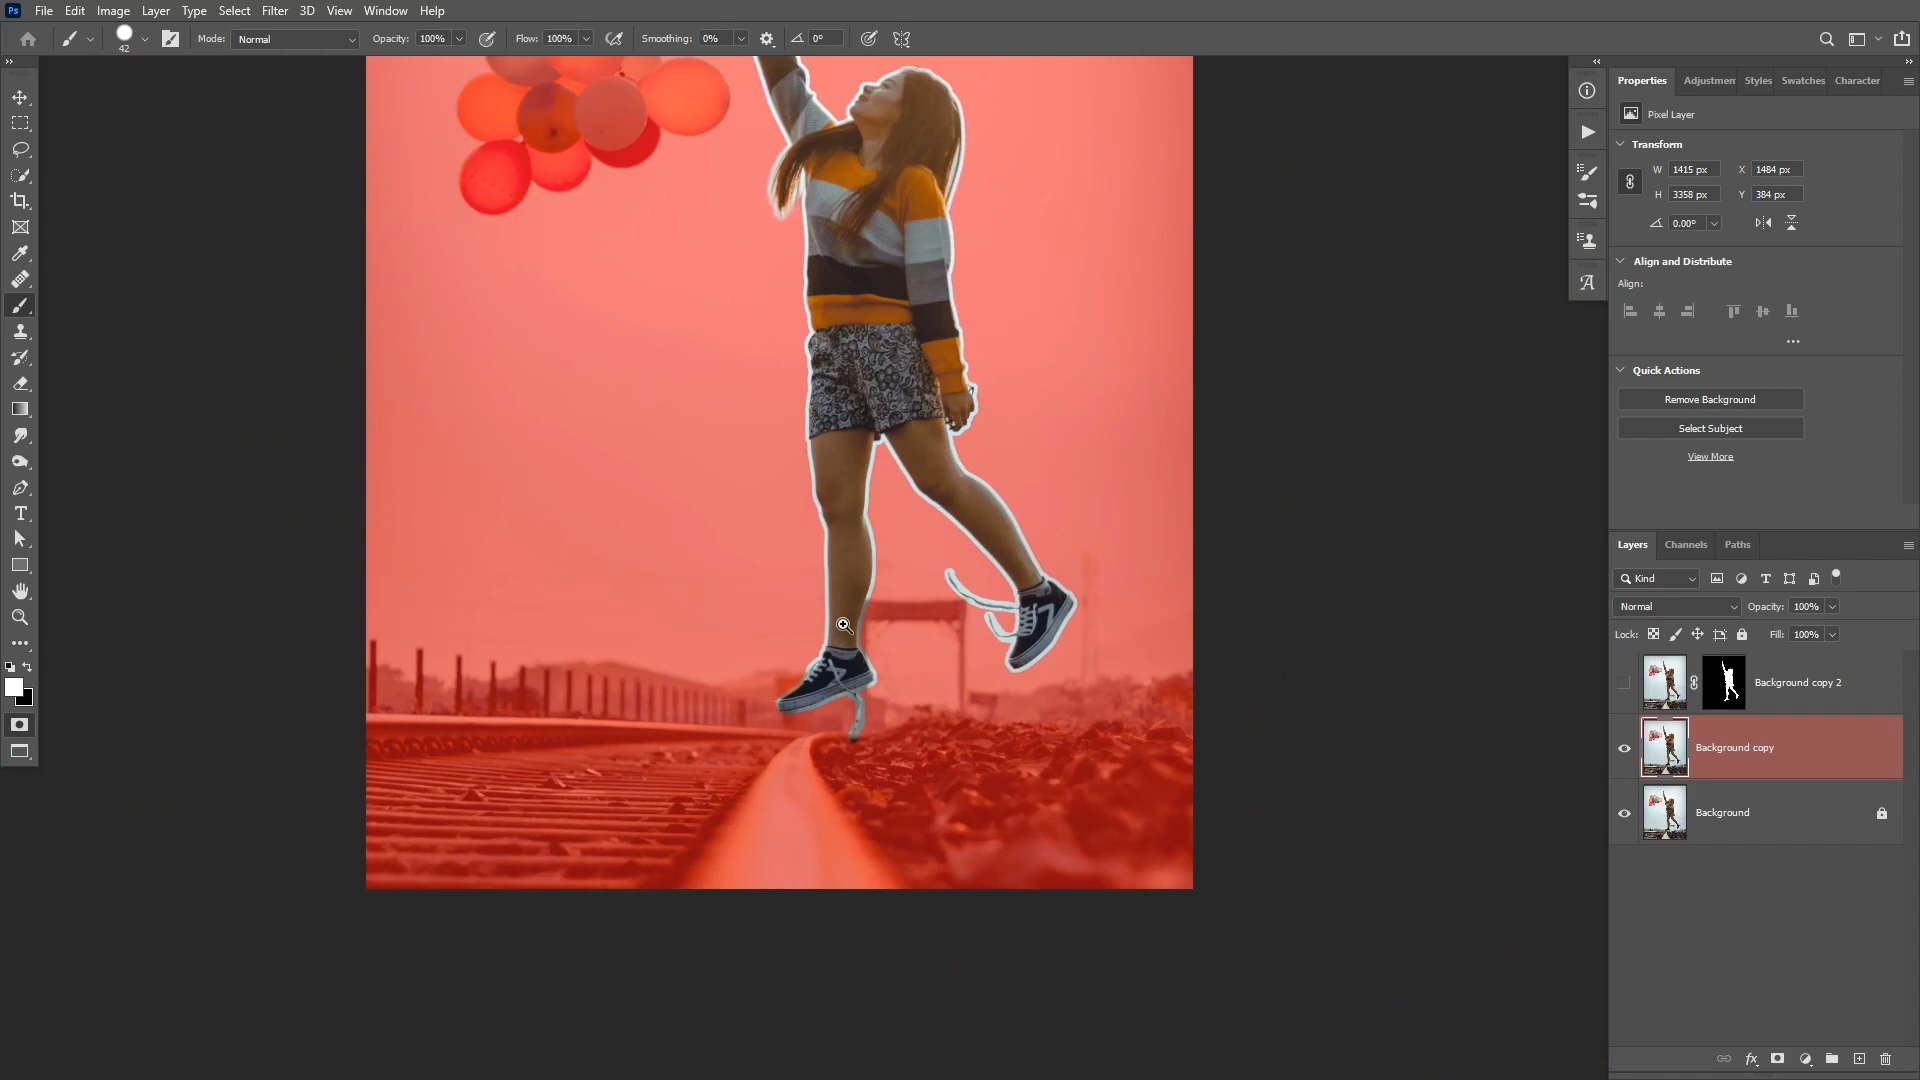 Ps File Edit Image Layer Type Select Filter 3D View Window Help
42 Mode: Normal Opacity: 100% Flow: 100% Smoothing: 0% 0°
Properties Adjustmen Styles Swatches Character
Pixel Layer
Transform
W 1415 px X 1484 px
H 3358 px Y 384 px
0.00°
Align and Distribute
Align:
Quick Actions
Remove Background
Select Subject
View More
Layers Channels Paths
Kind
Normal Opacity: 100%
Lock: Fill: 100%
Background copy 2
Background copy
Background
fx